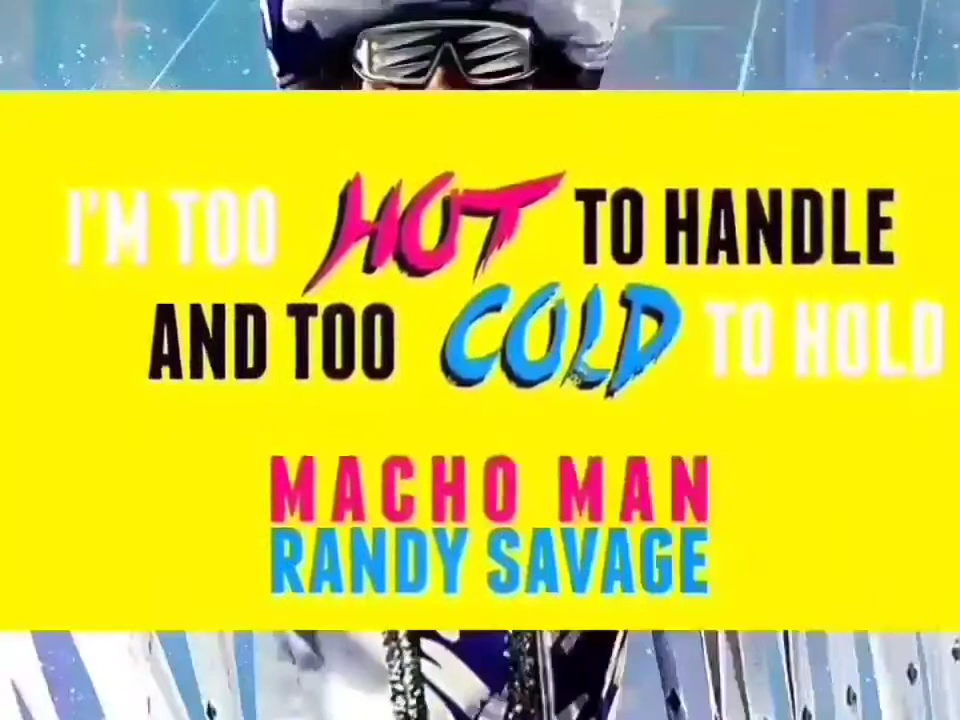 I'M TOO HOT TO HANDLE
AND TOO COLD TO HOLD
MACHO MAN
RANDY SAVAGE